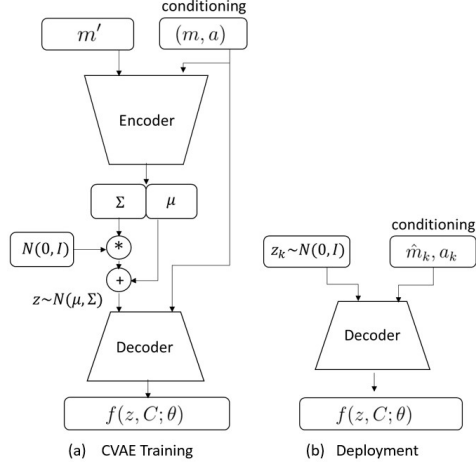 conditioning
m′
(m, a)
Encoder
Σ μ
N(0, I)
*
+
z~N(μ,Σ)
Decoder
f(z, C; θ)
(a) CVAE Training
conditioning
z_k~N(0, I)
m̂_k, a_k
Decoder
f(z, C; θ)
(b) Deployment